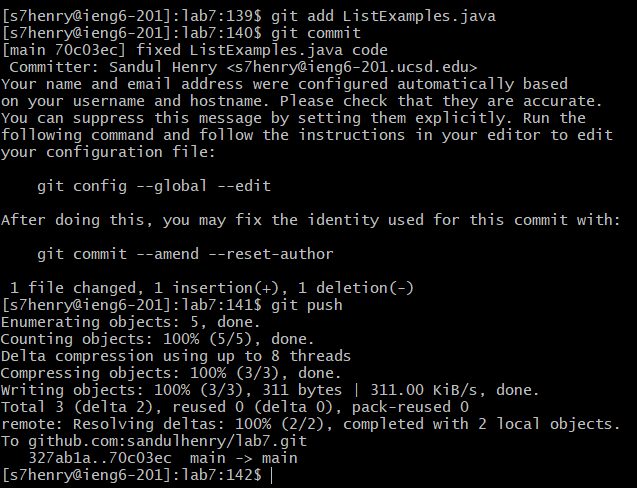 [s7henry@ieng6-201]:lab7:139$ git add ListExamples.java
[s7henry@ieng6-201]:lab7:140$ git commit
[main 70c03ec] fixed ListExamples.java code
 Committer: Sandul Henry <s7henry@ieng6-201.ucsd.edu>
Your name and email address were configured automatically based
on your username and hostname. Please check that they are accurate.
You can suppress this message by setting them explicitly. Run the
following command and follow the instructions in your editor to edit
your configuration file:
    git config --global --edit
After doing this, you may fix the identity used for this commit with:
    git commit --amend --reset-author
 1 file changed, 1 insertion(+), 1 deletion(-)
[s7henry@ieng6-201]:lab7:141$ git push
Enumerating objects: 5, done.
Counting objects: 100% (5/5), done.
Delta compression using up to 8 threads
Compressing objects: 100% (3/3), done.
Writing objects: 100% (3/3), 311 bytes | 311.00 KiB/s, done.
Total 3 (delta 2), reused 0 (delta 0), pack-reused 0
remote: Resolving deltas: 100% (2/2), completed with 2 local objects.
To github.com:sandulhenry/lab7.git
   327ab1a..70c03ec  main -> main
[s7henry@ieng6-201]:lab7:142$